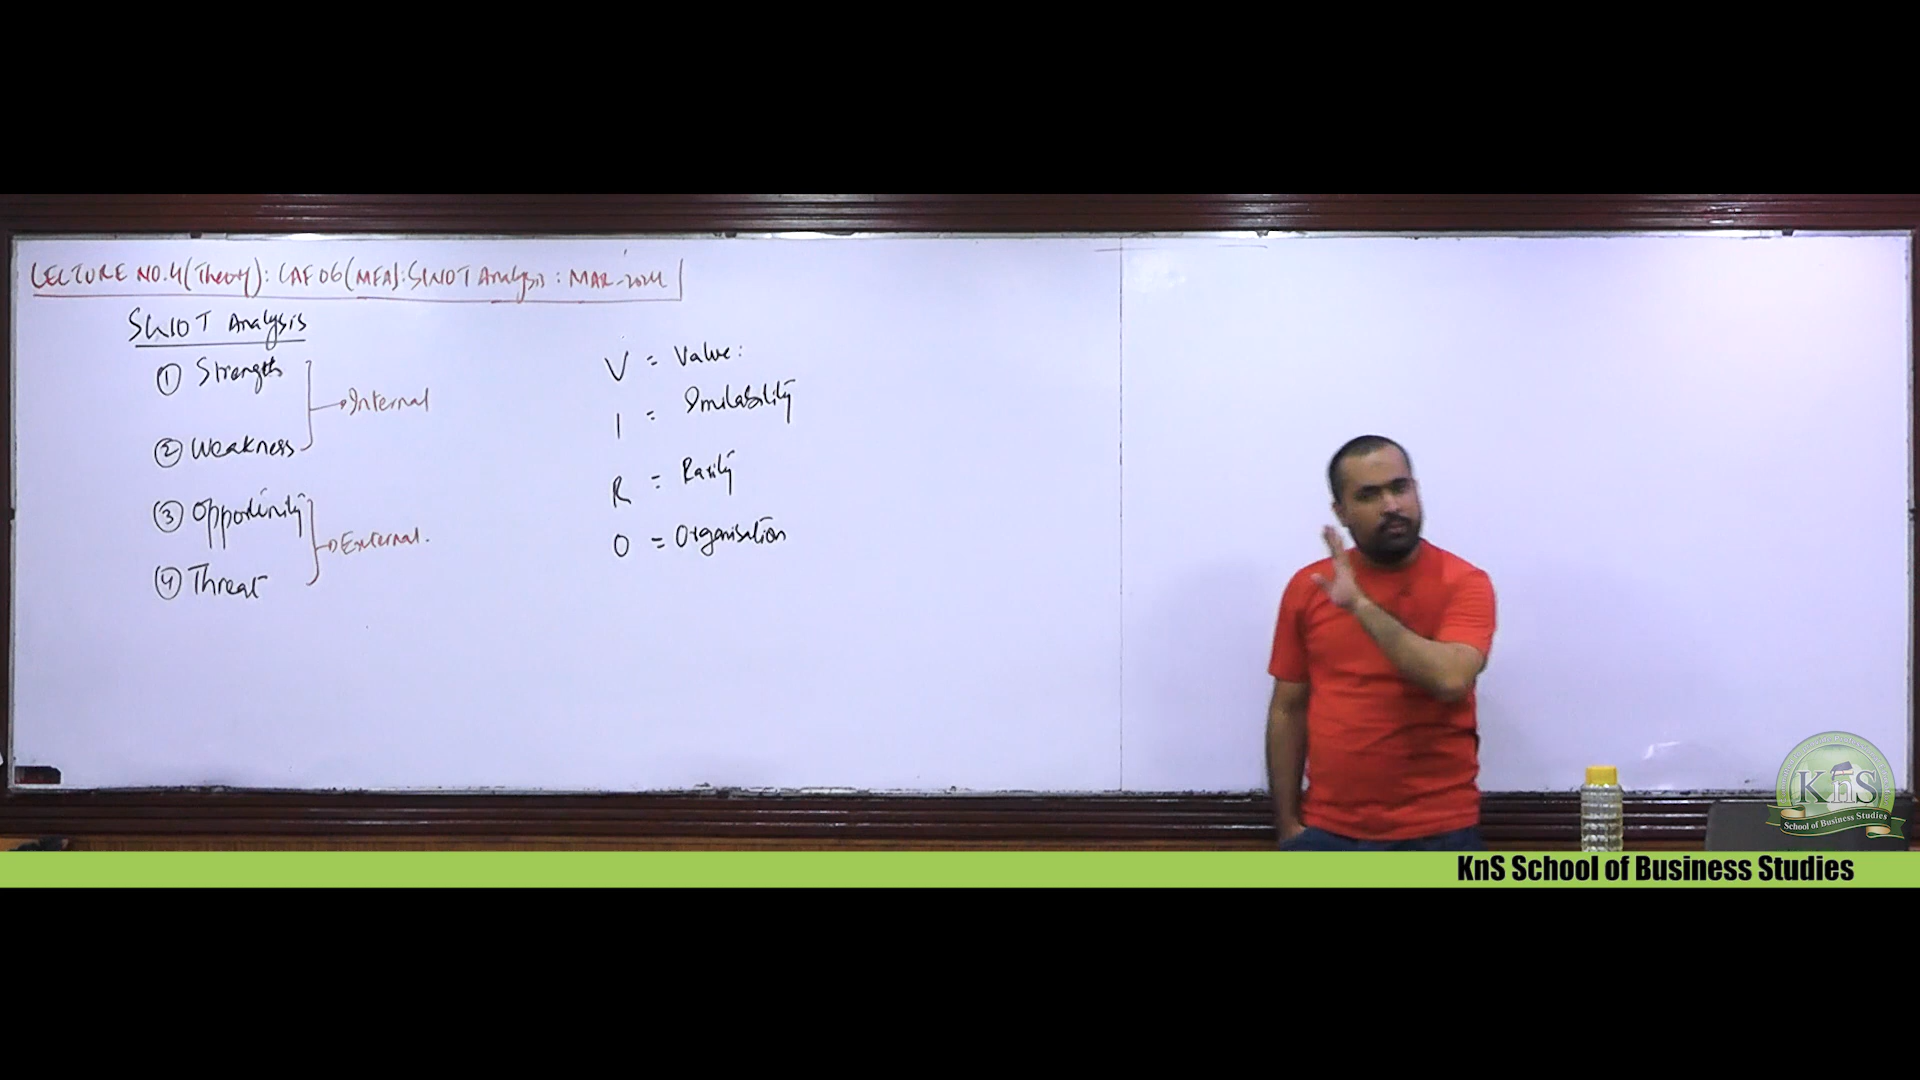 LECTURE NO.4(Theory): CAF 06(MFA):SWOT Analysis: MAR-2024
SWOT Analysis
① Strength
② Weakness
→Internal
③ Opportinity
④ Threat
→External.
V = Value:
I = Imitability
R = Rarity
O = Organisation
KnS
School of Business Studies
KnS School of Business Studies